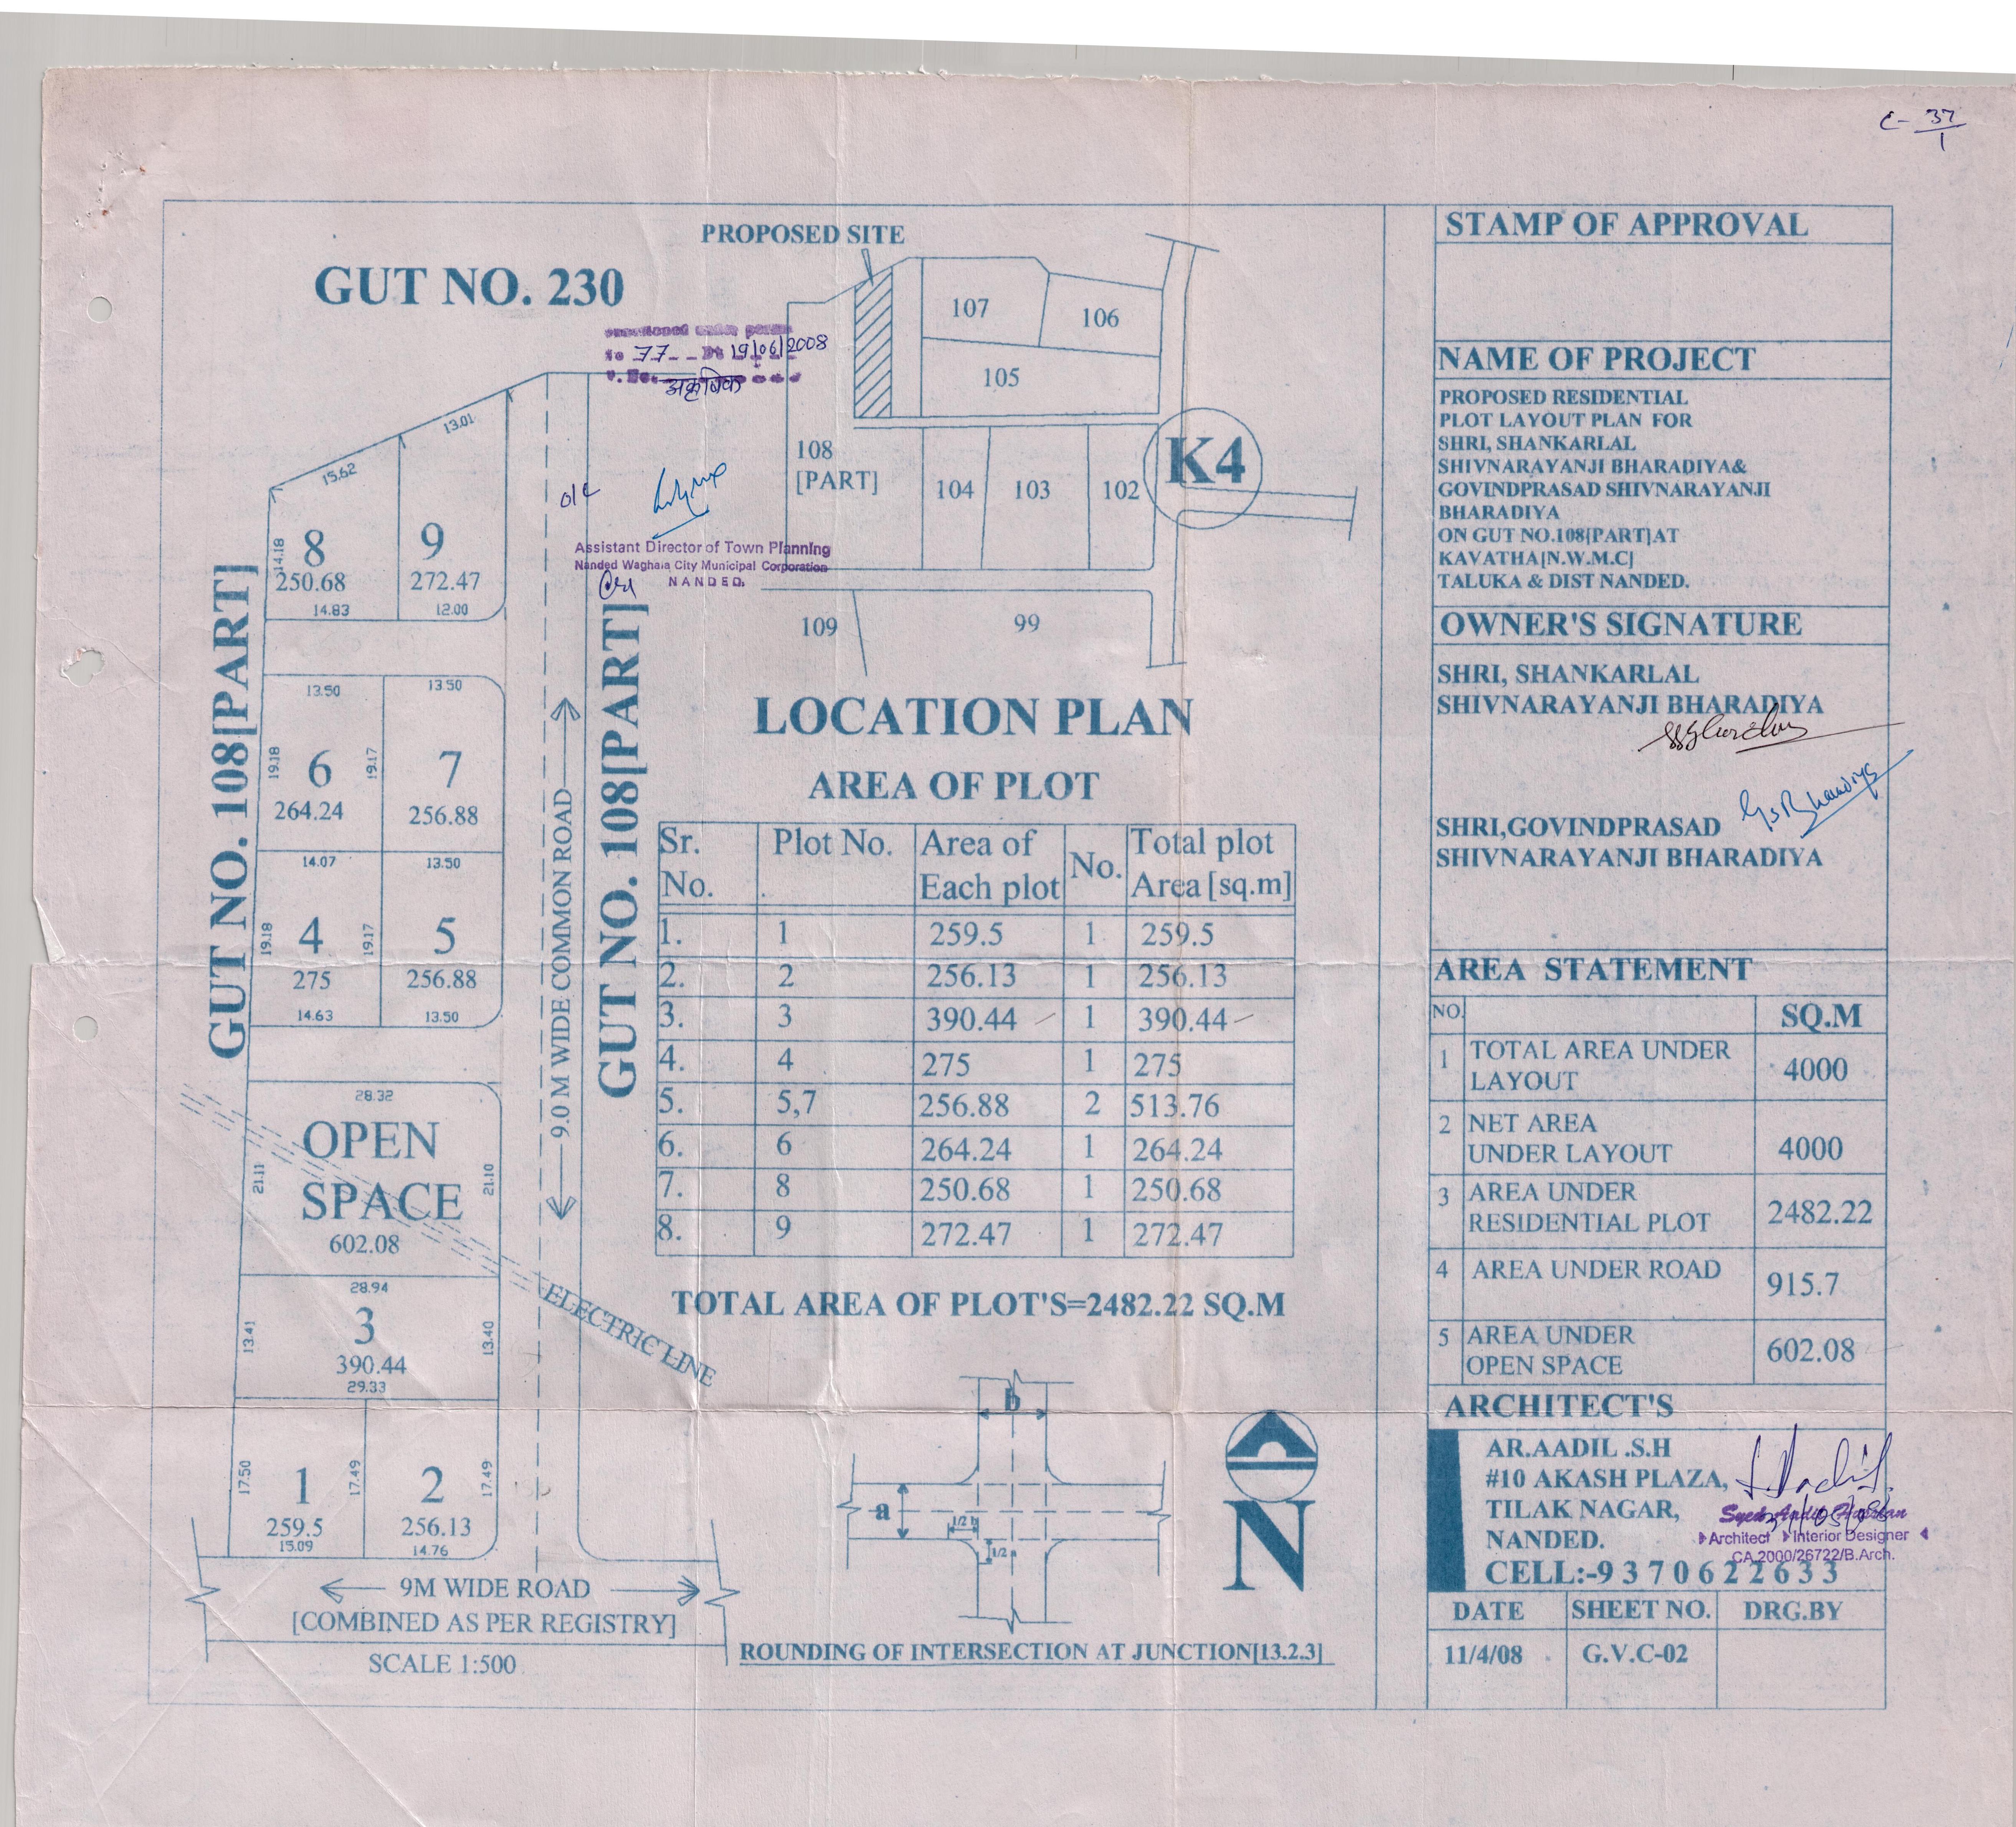 PROPOSED SITE
GUT NO. 230
sanctioned under perm
No 77 Dt 19/06/2008
अकृषिक
Assistant Director of Town Planning
Nanded Waghala City Municipal Corporation
NANDED.
107
106
105
108
[PART]
104
103
102
K4
109
99
LOCATION PLAN
GUT NO. 108[PART]
GUT NO. 108[PART]
15.62
13.01
14.18
8
250.68
14.83
9
272.47
12.00
13.50
13.50
19.18
6
264.24
19.17
7
256.88
14.07
13.50
19.18
4
275
19.17
5
256.88
14.63
13.50
28.32
OPEN
SPACE
602.08
21.11
21.10
28.94
3
390.44
29.33
13.41
13.40
17.50
1
259.5
15.09
17.49
2
256.13
14.76
17.49
9.0 M WIDE COMMON ROAD
ELECTRIC LINE
9M WIDE ROAD
[COMBINED AS PER REGISTRY]
SCALE 1:500
AREA OF PLOT
Sr. No. Plot No. Area of Each plot No. Total plot Area [sq.m]
1. 1 259.5 1 259.5
2. 2 256.13 1 256.13
3. 3 390.44 1 390.44
4. 4 275 1 275
5. 5,7 256.88 2 513.76
6. 6 264.24 1 264.24
7. 8 250.68 1 250.68
8. 9 272.47 1 272.47
TOTAL AREA OF PLOT'S=2482.22 SQ.M
b
a
1/2 b
1/2
N
ROUNDING OF INTERSECTION AT JUNCTION[13.2.3]
37
1
STAMP OF APPROVAL
NAME OF PROJECT
PROPOSED RESIDENTIAL
PLOT LAYOUT PLAN FOR
SHRI, SHANKARLAL
SHIVNARAYANJI BHARADIYA&
GOVINDPRASAD SHIVNARAYANJI
BHARADIYA
ON GUT NO.108[PART]AT
KAVATHA[N.W.M.C]
TALUKA & DIST NANDED.
OWNER'S SIGNATURE
SHRI, SHANKARLAL
SHIVNARAYANJI BHARADIYA
SHRI,GOVINDPRASAD
SHIVNARAYANJI BHARADIYA
AREA STATEMENT
NO. SQ.M
1 TOTAL AREA UNDER LAYOUT 4000
2 NET AREA UNDER LAYOUT 4000
3 AREA UNDER RESIDENTIAL PLOT 2482.22
4 AREA UNDER ROAD 915.7
5 AREA UNDER OPEN SPACE 602.08
ARCHITECT'S
AR.AADIL .S.H
#10 AKASH PLAZA,
TILAK NAGAR,
NANDED.
CELL:-9370622633
Architect Interior Designer
CA 2000/26722/B.Arch.
DATE SHEET NO. DRG.BY
11/4/08 G.V.C-02